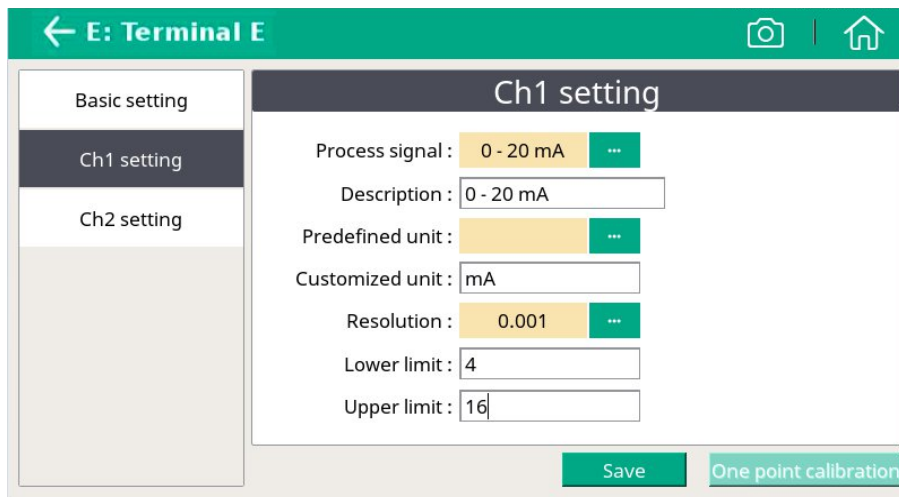 E: Terminal E
Basic setting
Ch1 setting
Ch2 setting
Ch1 setting
Process signal : 0 - 20 mA ...
Description : 0 - 20 mA
Predefined unit : ...
Customized unit : mA
Resolution : 0.001 ...
Lower limit : 4
Upper limit : 16
Save One point calibration